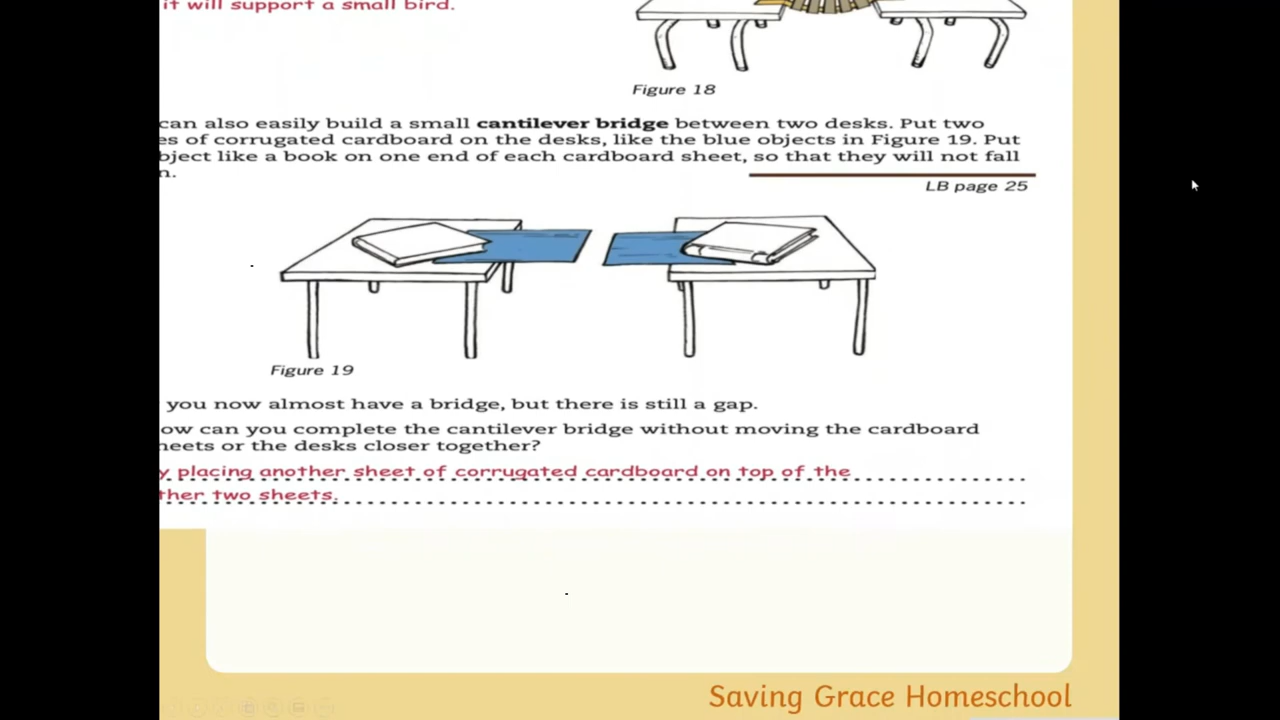 it will support a small bird.
Figure 18
can also easily build a small cantilever bridge between two desks. Put two
es of corrugated cardboard on the desks, like the blue objects in Figure 19. Put
bject like a book on one end of each cardboard sheet, so that they will not fall
n.
LB page 25
Figure 19
you now almost have a bridge, but there is still a gap.
ow can you complete the cantilever bridge without moving the cardboard
heets or the desks closer together?
y placing another sheet of corrugated cardboard on top of the
ther two sheets.
Saving Grace Homeschool